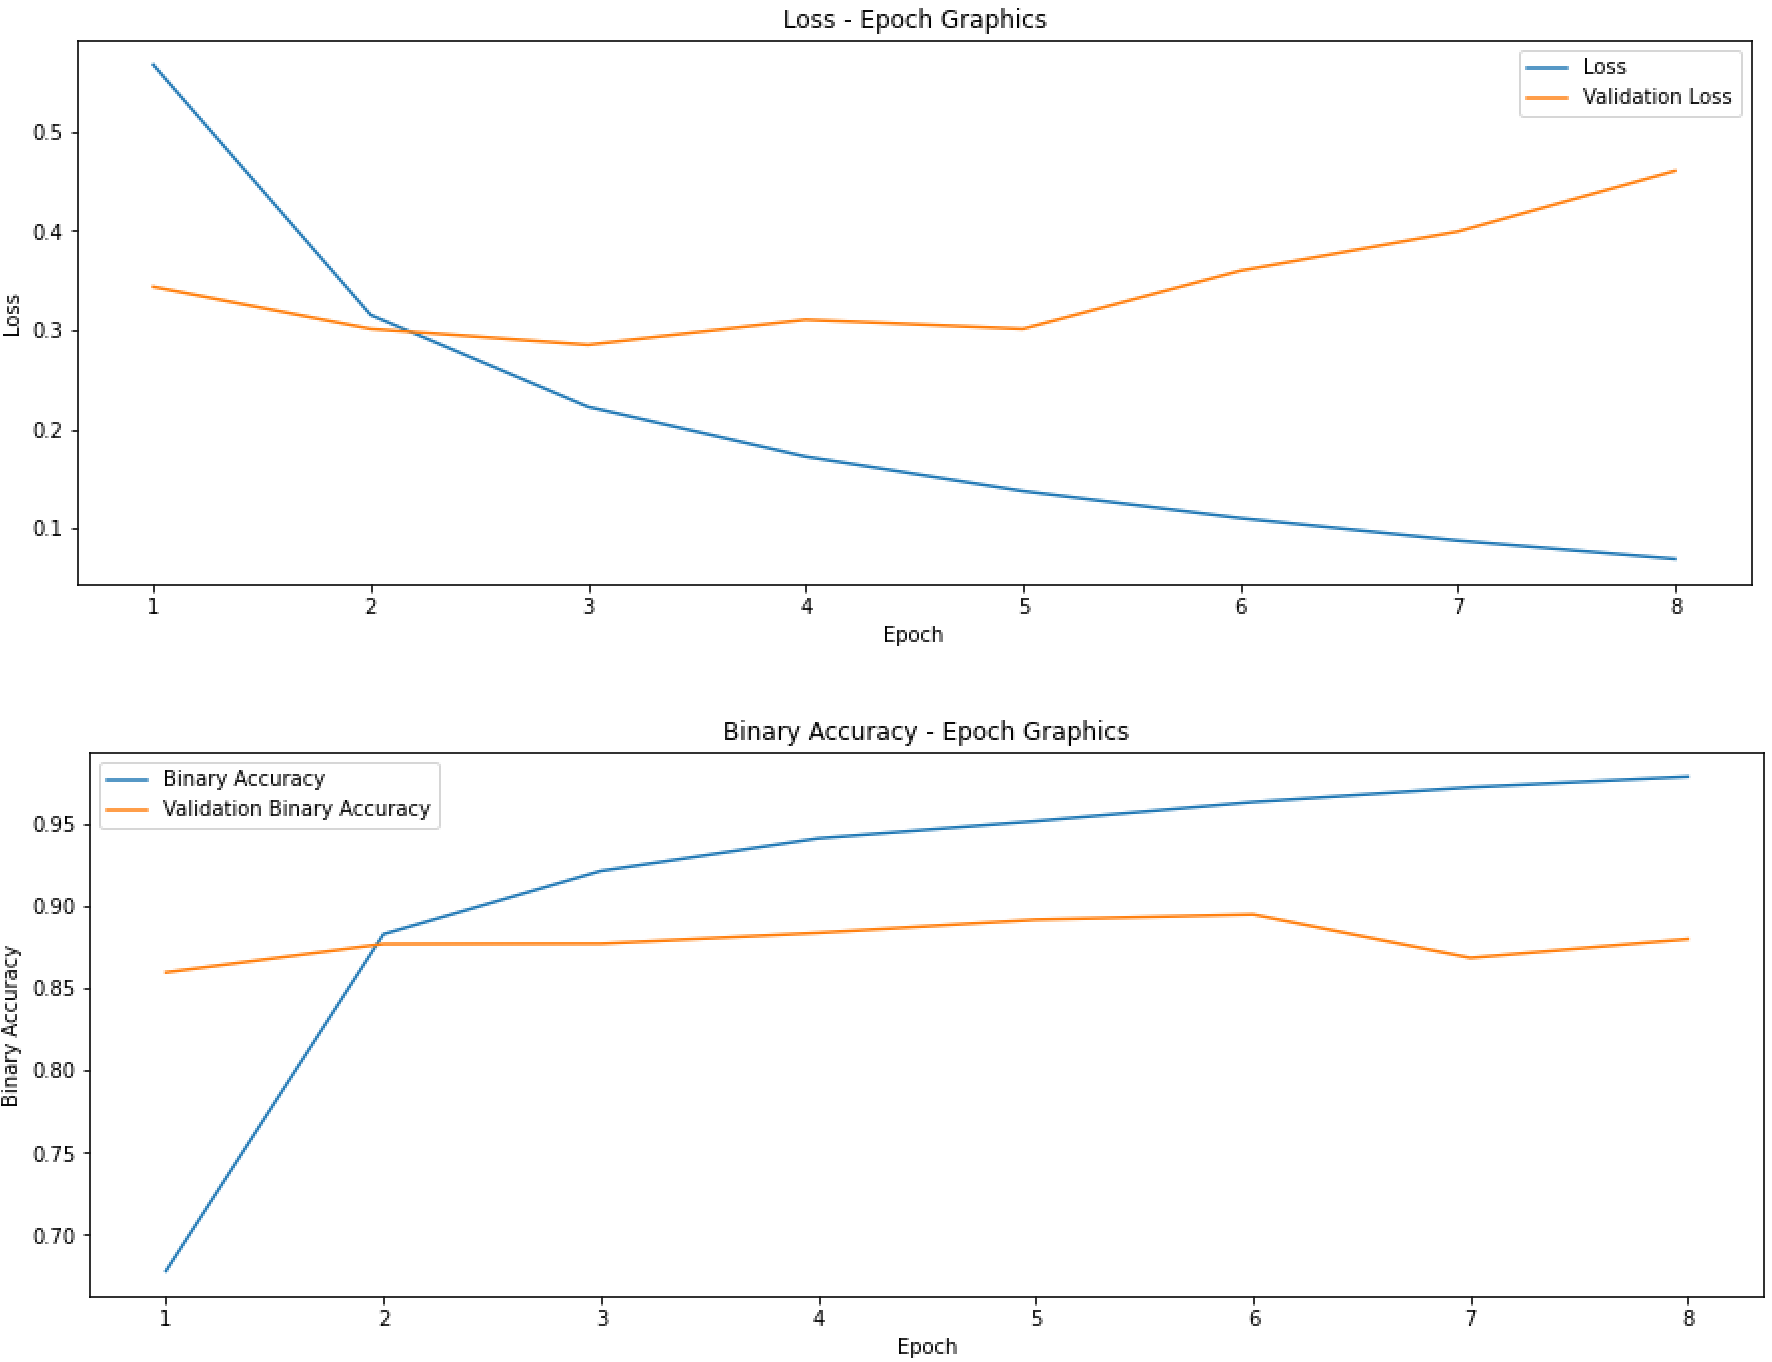 Loss - Epoch Graphics
Loss
Validation Loss
0.5
0.4
0.3
0.2
0.1
Loss
1 2 3 4 5 6 7 8
Epoch
Binary Accuracy - Epoch Graphics
Binary Accuracy
Validation Binary Accuracy
0.95
0.90
0.85
0.80
0.75
0.70
Binary Accuracy
1 2 3 4 5 6 7 8
Epoch